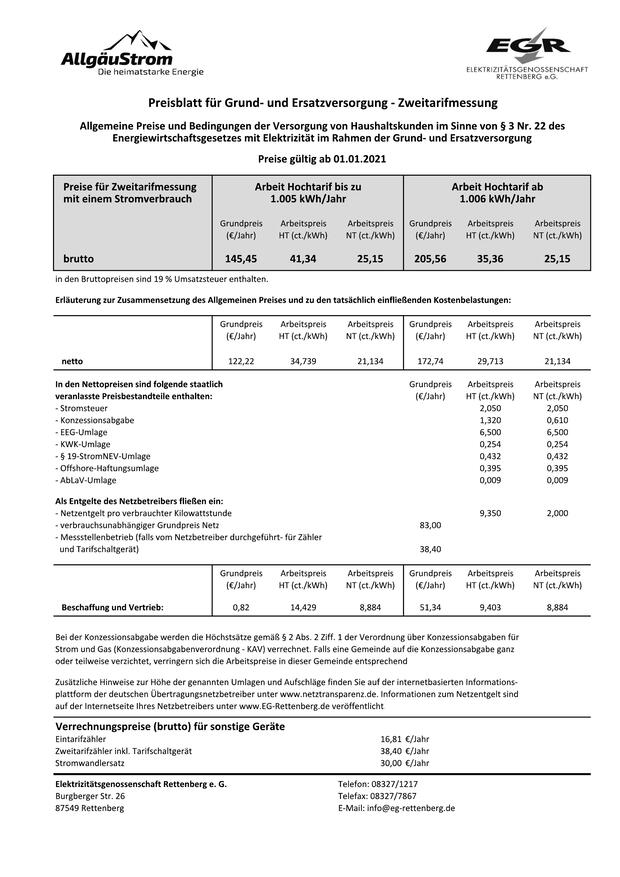 AllgäuStrom
Die heimatstarke Energie
EGR
ELEKTRIZITÄTSGENOSSENSCHAFT
RETTENBERG e.G.
Preisblatt für Grund- und Ersatzversorgung - Zweitarifmessung
Allgemeine Preise und Bedingungen der Versorgung von Haushaltskunden im Sinne von § 3 Nr. 22 des
Energiewirtschaftsgesetzes mit Elektrizität im Rahmen der Grund- und Ersatzversorgung
Preise gültig ab 01.01.2021
Preise für Zweitarifmessung Arbeit Hochtarif bis zu Arbeit Hochtarif ab
mit einem Stromverbrauch 1.005 kWh/Jahr 1.006 kWh/Jahr
Grundpreis Arbeitspreis Arbeitspreis Grundpreis Arbeitspreis Arbeitspreis
(€/Jahr) HT (ct./kWh) NT (ct./kWh) (€/Jahr) HT (ct./kWh) NT (ct./kWh)
brutto 145,45 41,34 25,15 205,56 35,36 25,15
in den Bruttopreisen sind 19 % Umsatzsteuer enthalten.
Erläuterung zur Zusammensetzung des Allgemeinen Preises und zu den tatsächlich einfließenden Kostenbelastungen:
Grundpreis Arbeitspreis Arbeitspreis Grundpreis Arbeitspreis Arbeitspreis
(€/Jahr) HT (ct./kWh) NT (ct./kWh) (€/Jahr) HT (ct./kWh) NT (ct./kWh)
netto 122,22 34,739 21,134 172,74 29,713 21,134
In den Nettopreisen sind folgende staatlich Grundpreis Arbeitspreis Arbeitspreis
veranlasste Preisbestandteile enthalten: (€/Jahr) HT (ct./kWh) NT (ct./kWh)
- Stromsteuer 2,050 2,050
- Konzessionsabgabe 1,320 0,610
- EEG-Umlage 6,500 6,500
- KWK-Umlage 0,254 0,254
- § 19-StromNEV-Umlage 0,432 0,432
- Offshore-Haftungsumlage 0,395 0,395
- AbLaV-Umlage 0,009 0,009
Als Entgelte des Netzbetreibers fließen ein:
- Netzentgelt pro verbrauchter Kilowattstunde 9,350 2,000
- verbrauchsunabhängiger Grundpreis Netz 83,00
- Messstellenbetrieb (falls vom Netzbetreiber durchgeführt- für Zähler
und Tarifschaltgerät) 38,40
Grundpreis Arbeitspreis Arbeitspreis Grundpreis Arbeitspreis Arbeitspreis
(€/Jahr) HT (ct./kWh) NT (ct./kWh) (€/Jahr) HT (ct./kWh) NT (ct./kWh)
Beschaffung und Vertrieb: 0,82 14,429 8,884 51,34 9,403 8,884
Bei der Konzessionsabgabe werden die Höchstsätze gemäß § 2 Abs. 2 Ziff. 1 der Verordnung über Konzessionsabgaben für
Strom und Gas (Konzessionsabgabenverordnung - KAV) verrechnet. Falls eine Gemeinde auf die Konzessionsabgabe ganz
oder teilweise verzichtet, verringern sich die Arbeitspreise in dieser Gemeinde entsprechend
Zusätzliche Hinweise zur Höhe der genannten Umlagen und Aufschläge finden Sie auf der internetbasierten Informations-
plattform der deutschen Übertragungsnetzbetreiber unter www.netztransparenz.de. Informationen zum Netzentgelt sind
auf der Internetseite Ihres Netzbetreibers unter www.EG-Rettenberg.de veröffentlicht
Verrechnungspreise (brutto) für sonstige Geräte
Eintarifzähler 16,81 €/Jahr
Zweitarifzähler inkl. Tarifschaltgerät 38,40 €/Jahr
Stromwandlersatz 30,00 €/Jahr
Elektrizitätsgenossenschaft Rettenberg e. G. Telefon: 08327/1217
Burgberger Str. 26 Telefax: 08327/7867
87549 Rettenberg E-Mail: info@eg-rettenberg.de